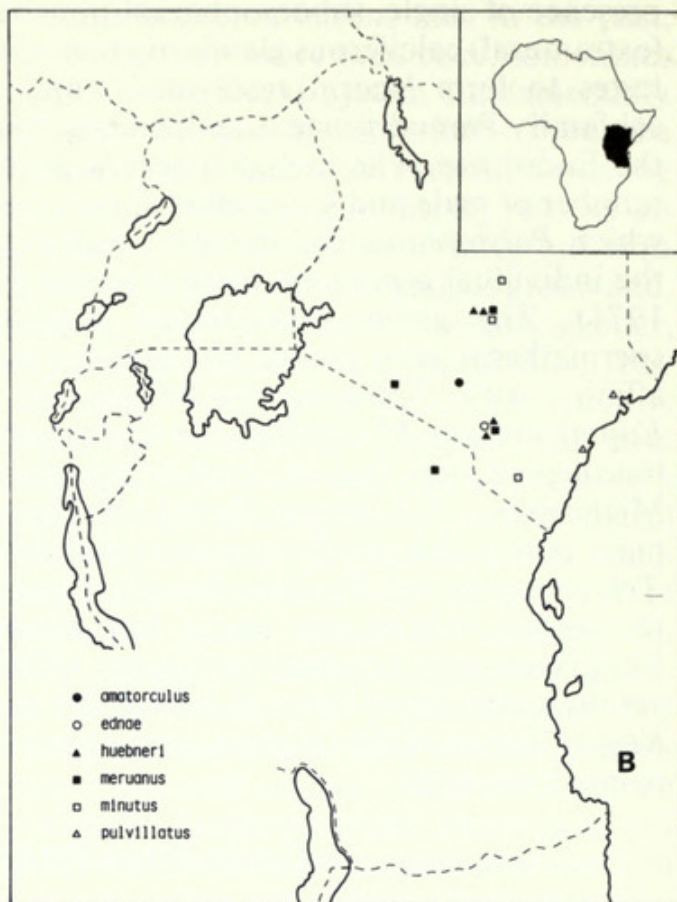 amatorculus
ednae
huebneri
meruanus
minutus
pulvillatus
B